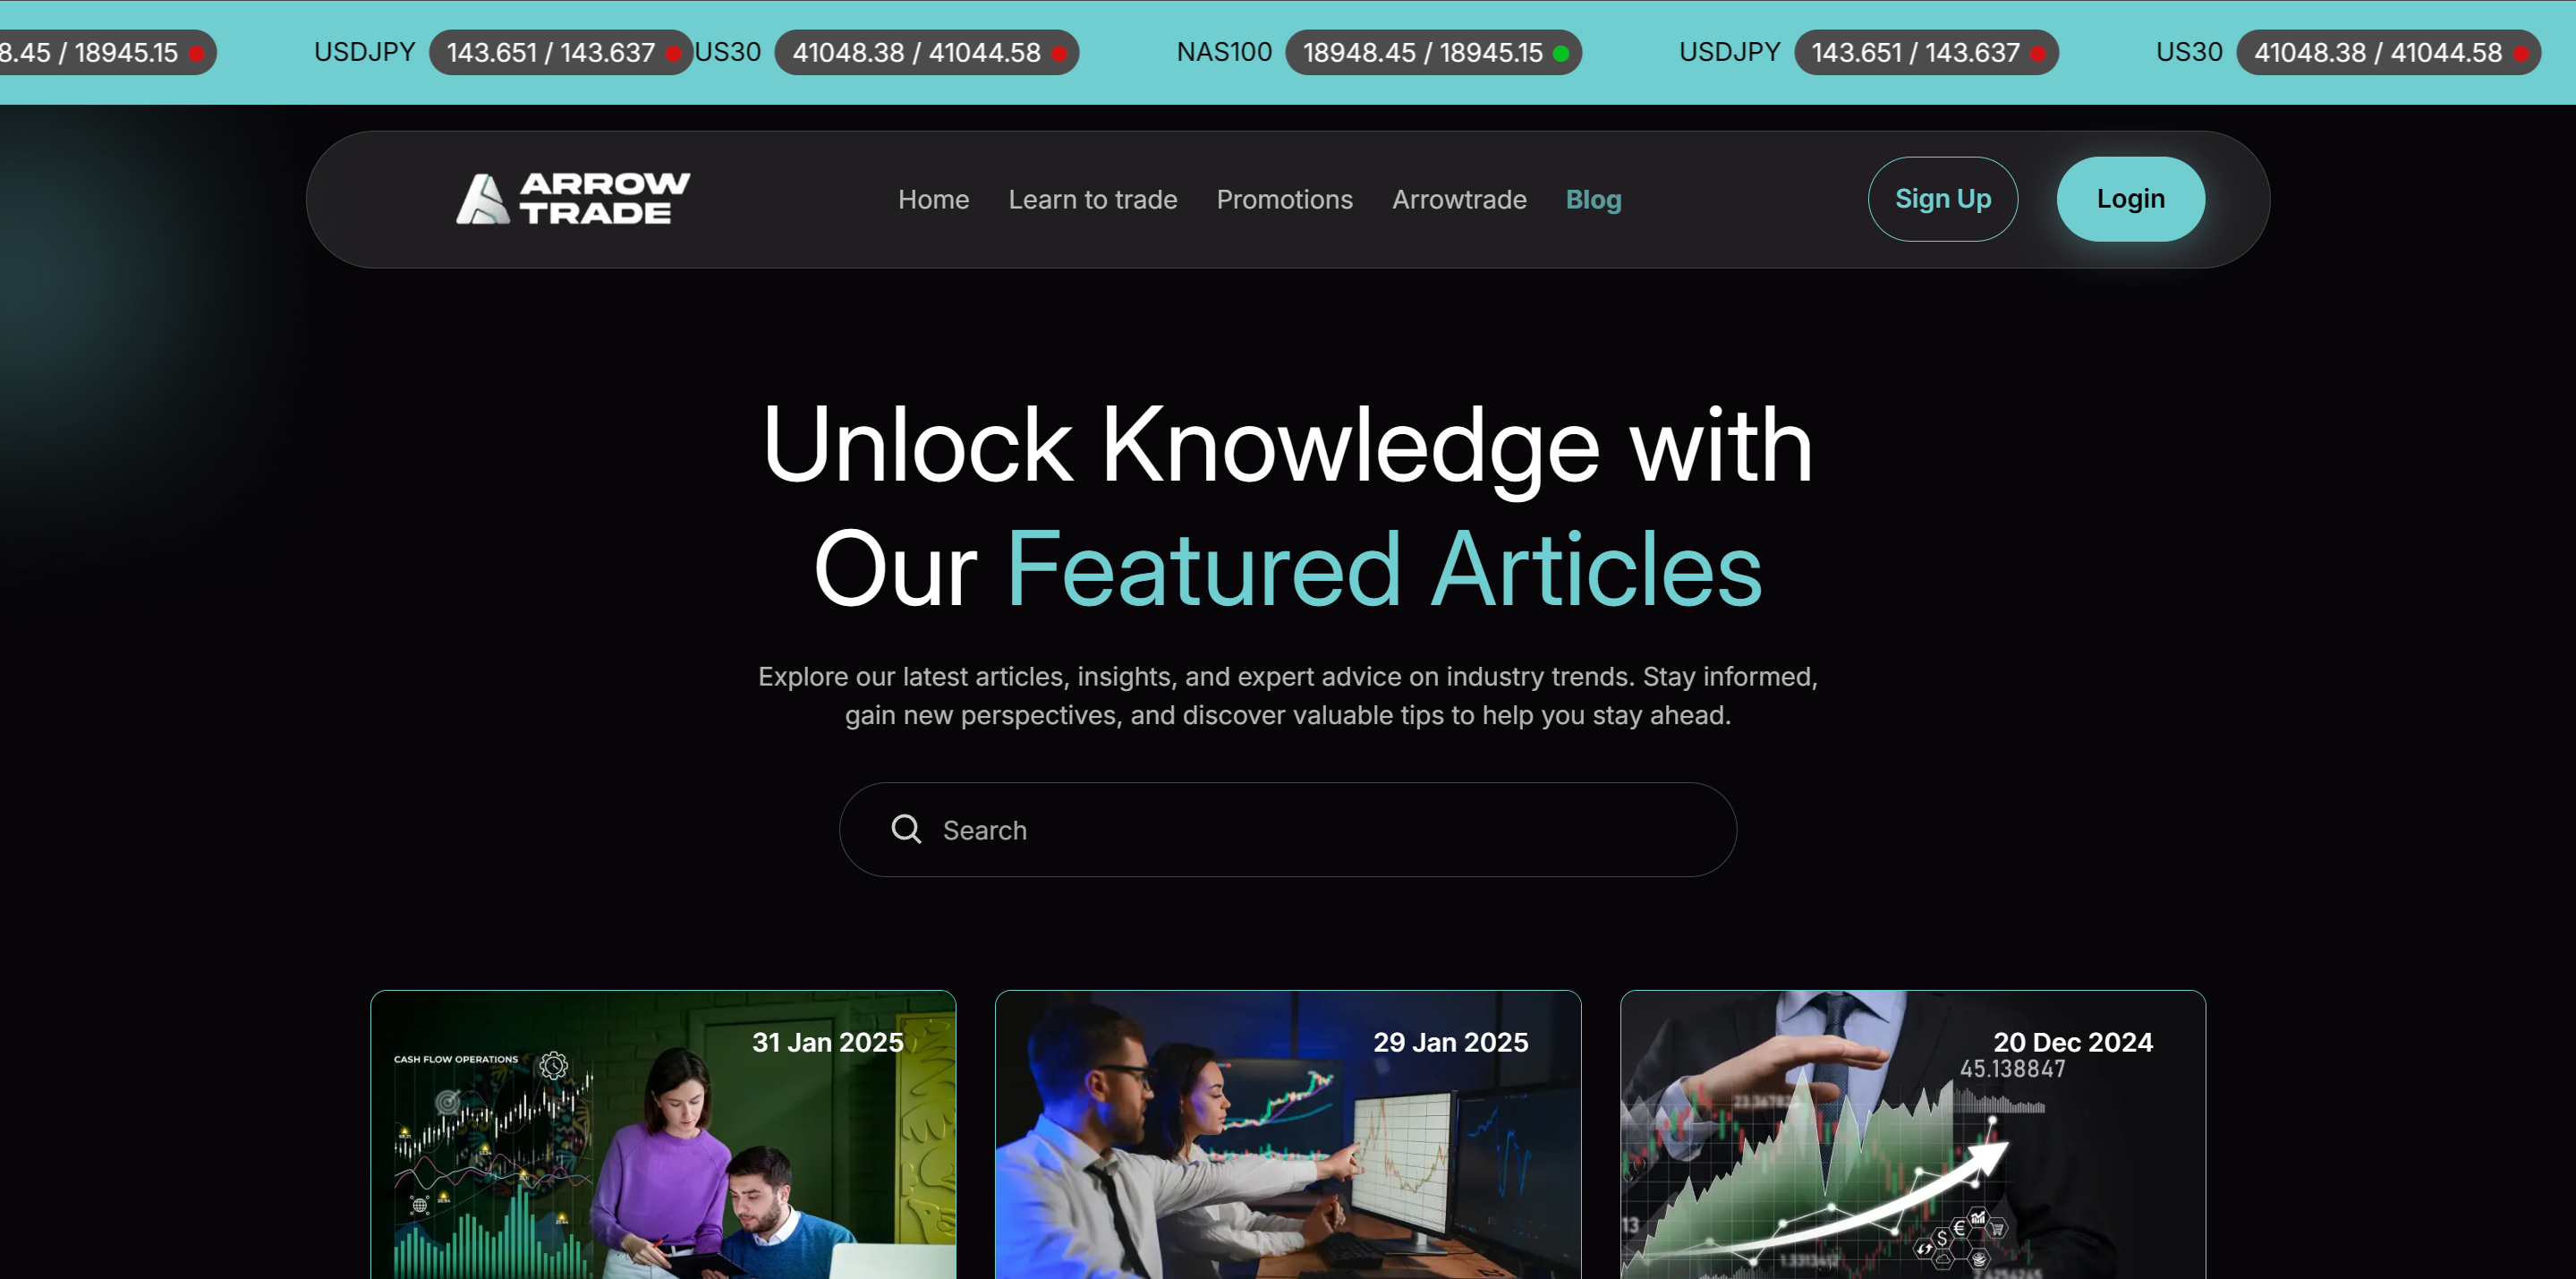 8.45 / 18945.15 USDJPY 143.651 / 143.637 US30 41048.38 / 41044.58 NAS100 18948.45 / 18945.15 USDJPY 143.651 / 143.637 US30 41048.38 / 41044.58
ARROW
TRADE
Home Learn to trade Promotions Arrowtrade Blog Sign Up Login
Unlock Knowledge with
Our Featured Articles
Explore our latest articles, insights, and expert advice on industry trends. Stay informed,
gain new perspectives, and discover valuable tips to help you stay ahead.
Search
31 Jan 2025
CASH FLOW OPERATIONS
29 Jan 2025
20 Dec 2024
45.138847
13